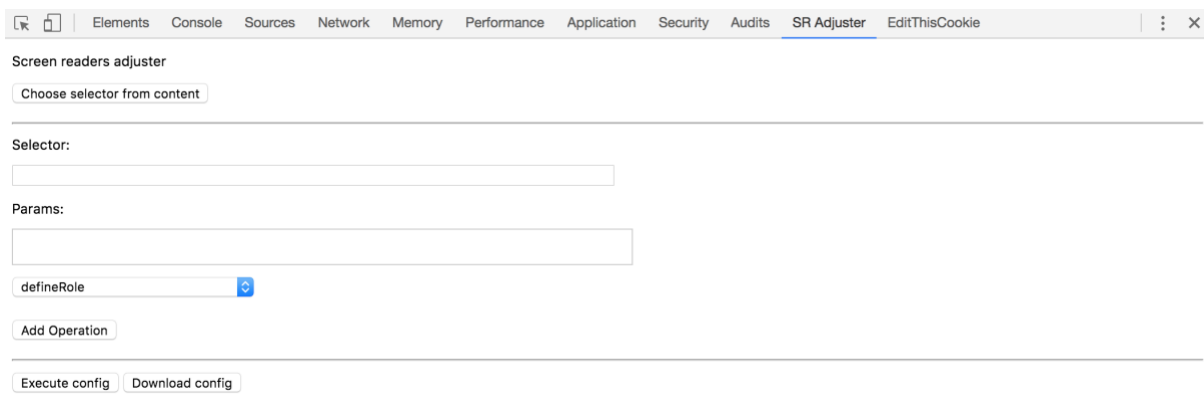 Elements Console Sources Network Memory Performance Application Security Audits SR Adjuster EditThisCookie
Screen readers adjuster
Choose selector from content
Selector:
Params:
defineRole
Add Operation
Execute config Download config